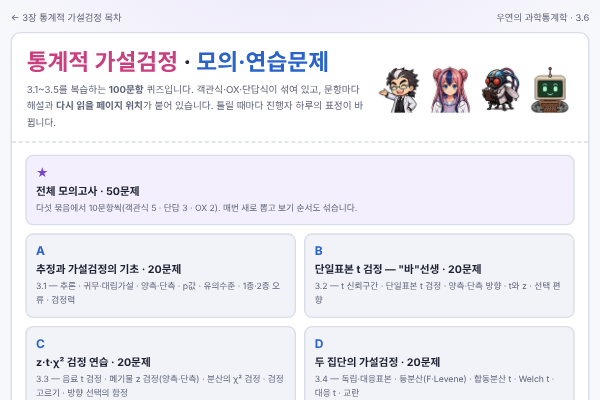 ← 3장 통계적 가설검정 목차
우연의 과학통계학 · 3.6
통계적 가설검정 · 모의·연습문제
3.1~3.5를 복습하는 100문항 퀴즈입니다. 객관식·OX·단답식이 섞여 있고, 문항마다
해설과 다시 읽을 페이지 위치가 붙어 있습니다. 틀릴 때마다 진행자 하루의 표정이 바
뀝니다.
★
전체 모의고사 · 50문제
다섯 묶음에서 10문항씩(객관식 5 · 단답 3 · OX 2). 매번 새로 뽑고 보기 순서도 섞습니다.
A
추정과 가설검정의 기초 · 20문제
3.1 — 추론 · 귀무·대립가설 · 양측·단측 · p값 · 유의수준 · 1종·2종 오
류 · 검정력
B
단일표본 t 검정 — "바"선생 · 20문제
3.2 — t 신뢰구간 · 단일표본 t 검정 · 양측·단측 방향 · t와 z · 선택 편
향
C
z·t·χ² 검정 연습 · 20문제
3.3 — 음료 t 검정 · 폐기물 z 검정(양측·단측) · 분산의 χ² 검정 · 검정
고르기 · 방향 선택의 함정
D
두 집단의 가설검정 · 20문제
3.4 — 독립·대응표본 · 등분산(F·Levene) · 합동분산 t · Welch t ·
대응 t · 교란